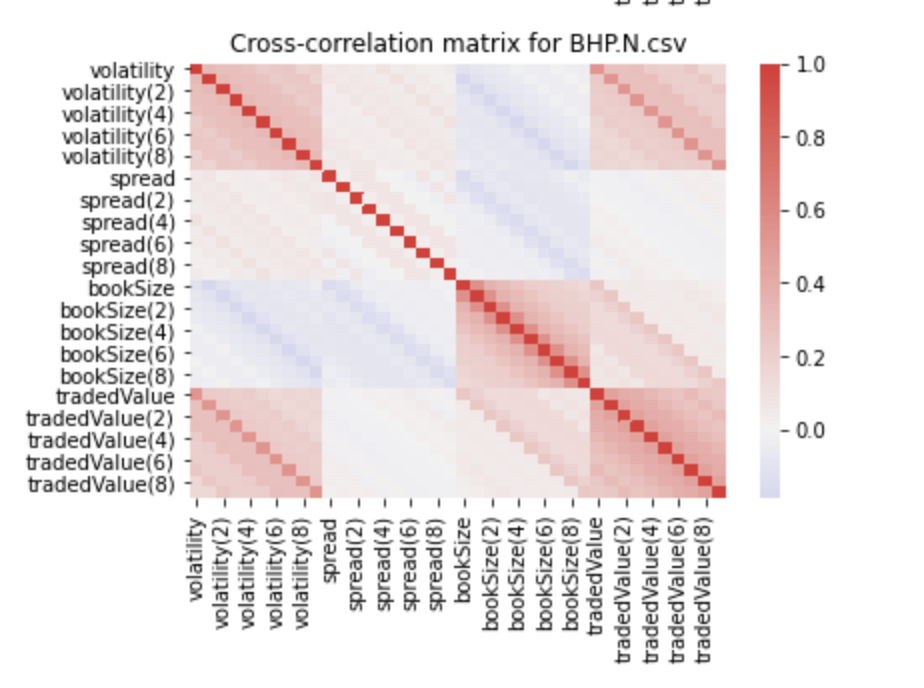 Cross-correlation matrix for BHP.N.csv
volatility
volatility(2)
volatility(4)
volatility(6)
volatility(8)
spread
spread(2)
spread(4)
spread(6)
spread(8)
bookSize
bookSize(2)
bookSize(4)
bookSize(6)
bookSize(8)
tradedValue
tradedValue(2)
tradedValue(4)
tradedValue(6)
tradedValue(8)
1.0
0.8
0.6
0.4
0.2
0.0
volatility
volatility(2)
volatility(4)
volatility(6)
volatility(8)
spread
spread(2)
spread(4)
spread(6)
spread(8)
bookSize
bookSize(2)
bookSize(4)
bookSize(6)
bookSize(8)
tradedValue
tradedValue(2)
tradedValue(4)
tradedValue(6)
tradedValue(8)